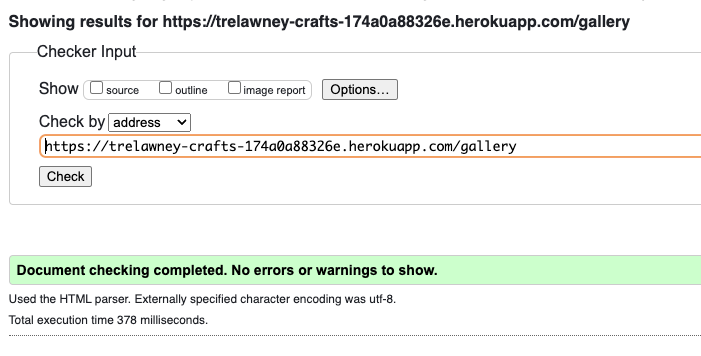 Showing results for https://trelawney-crafts-174a0a88326e.herokuapp.com/gallery
Checker Input
Show source outline image report Options...
Check by address
https://trelawney-crafts-174a0a88326e.herokuapp.com/gallery
Check
Document checking completed. No errors or warnings to show.
Used the HTML parser. Externally specified character encoding was utf-8.
Total execution time 378 milliseconds.